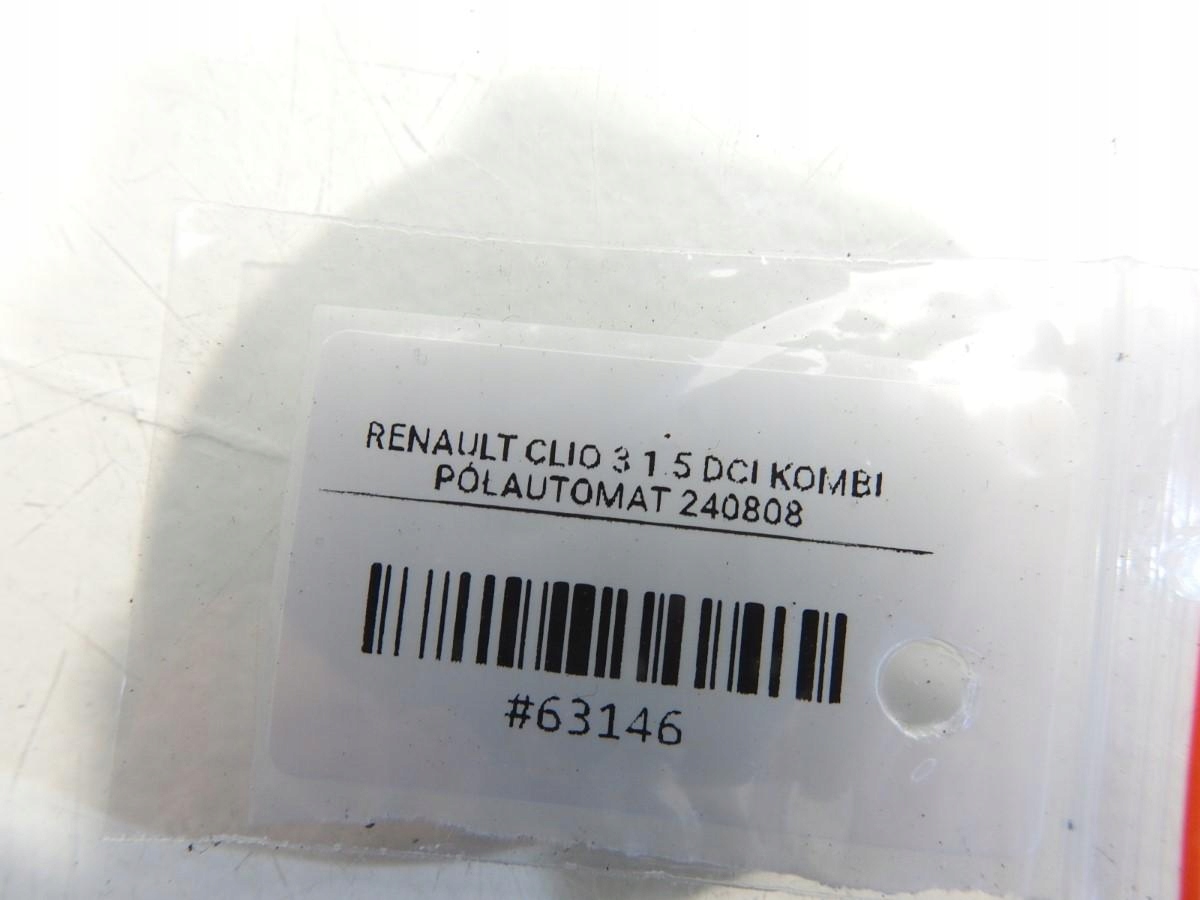 RENAULT CLIO 3 1.5 DCI KOMBI
PÓŁAUTOMAT 240808
#63146